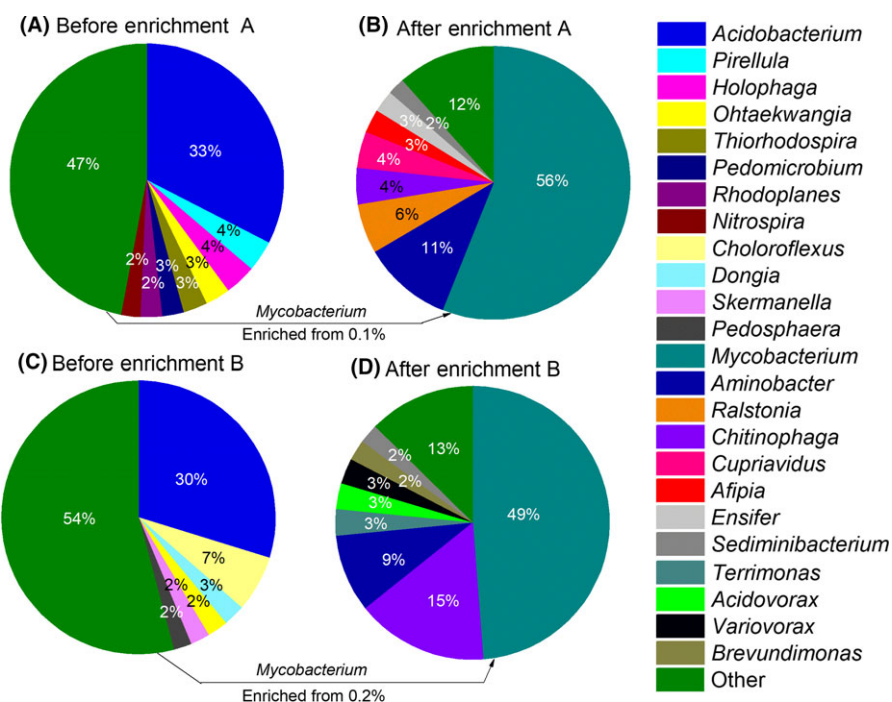 (A) Before enrichment A
33%
4%
4%
3%
3%
3%
2%
2%
47%
(B) After enrichment A
56%
11%
6%
4%
4%
3%
3%
2%
12%
Mycobacterium
Enriched from 0.1%
(C) Before enrichment B
30%
7%
3%
2%
2%
2%
54%
(D) After enrichment B
49%
15%
9%
3%
3%
3%
2%
2%
13%
Mycobacterium
Enriched from 0.2%
Acidobacterium
Pirellula
Holophaga
Ohtaekwangia
Thiorhodospira
Pedomicrobium
Rhodoplanes
Nitrospira
Choloroflexus
Dongia
Skermanella
Pedosphaera
Mycobacterium
Aminobacter
Ralstonia
Chitinophaga
Cupriavidus
Afipia
Ensifer
Sediminibacterium
Terrimonas
Acidovorax
Variovorax
Brevundimonas
Other